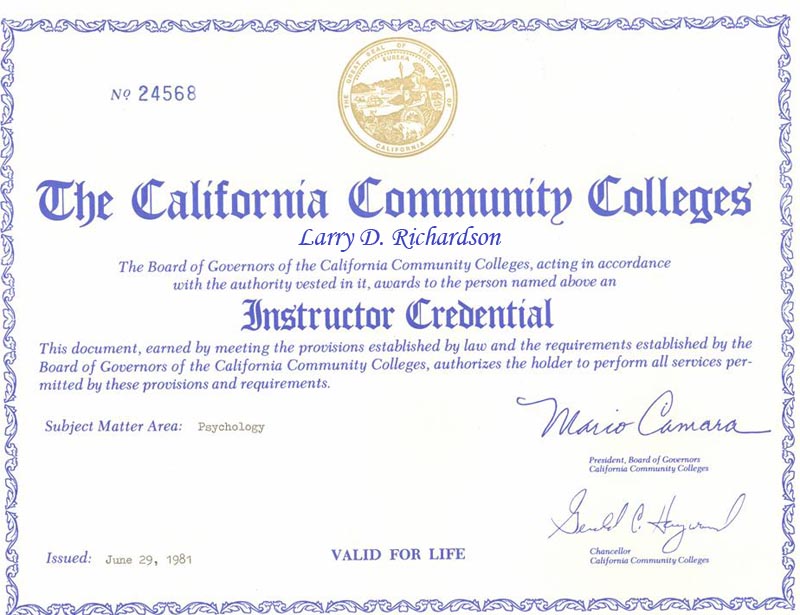 Nº 24568
THE GREAT SEAL OF THE STATE OF CALIFORNIA
EUREKA
The California Community Colleges
Larry D. Richardson
The Board of Governors of the California Community Colleges, acting in accordance
with the authority vested in it, awards to the person named above an
Instructor Credential
This document, earned by meeting the provisions established by law and the requirements established by the
Board of Governors of the California Community Colleges, authorizes the holder to perform all services per-
mitted by these provisions and requirements.
Subject Matter Area: Psychology
Mario Camara
President, Board of Governors
California Community Colleges
Gerald C. Hayward
Chancellor
California Community Colleges
Issued: June 29, 1981
VALID FOR LIFE